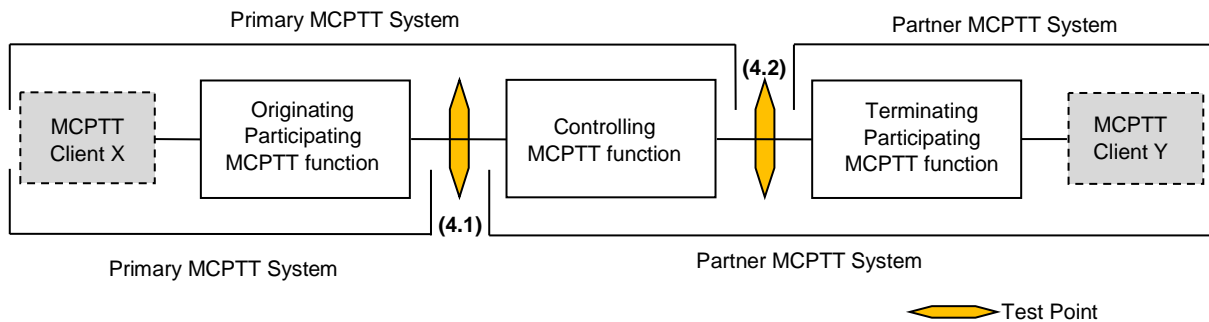 Primary MCPTT System
Partner MCPTT System
(4.2)
MCPTT
Client X
Originating
Participating
MCPTT function
Controlling
MCPTT function
Terminating
Participating
MCPTT function
MCPTT
Client Y
(4.1)
Primary MCPTT System
Partner MCPTT System
Test Point